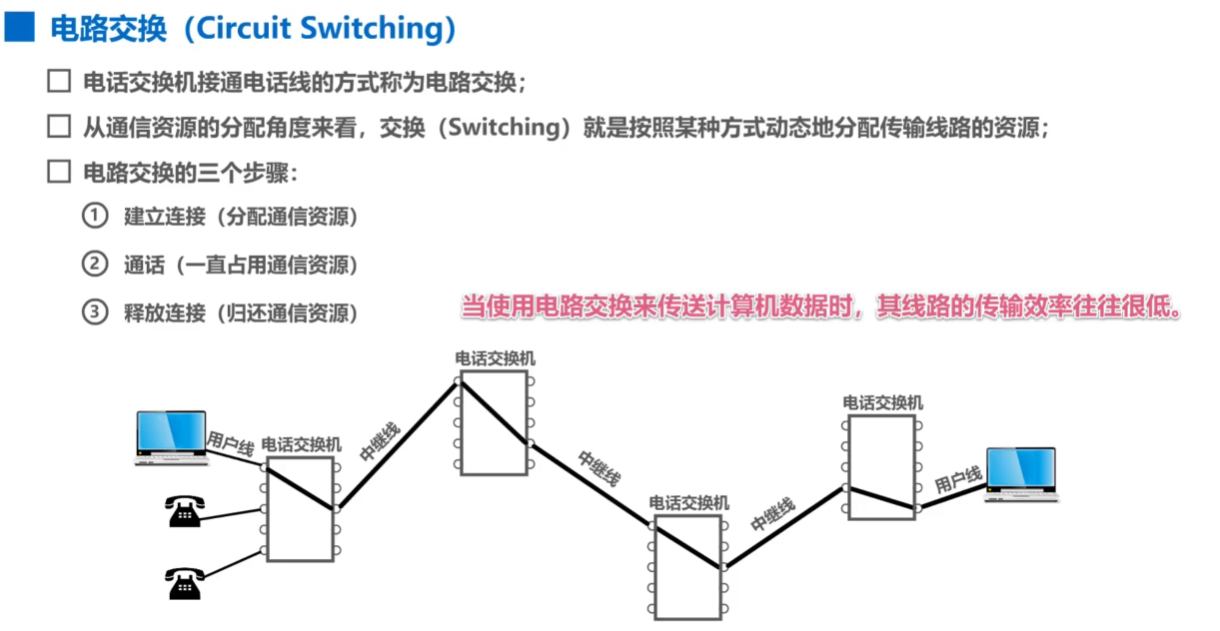 电路交换（Circuit Switching）
电话交换机接通电话线的方式称为电路交换；
从通信资源的分配角度来看，交换（Switching）就是按照某种方式动态地分配传输线路的资源；
电路交换的三个步骤：
① 建立连接（分配通信资源）
② 通话（一直占用通信资源）
③ 释放连接（归还通信资源）
当使用电路交换来传送计算机数据时，其线路的传输效率往往很低。
电话交换机
电话交换机
用户线
电话交换机
中继线
中继线
用户线
电话交换机
中继线